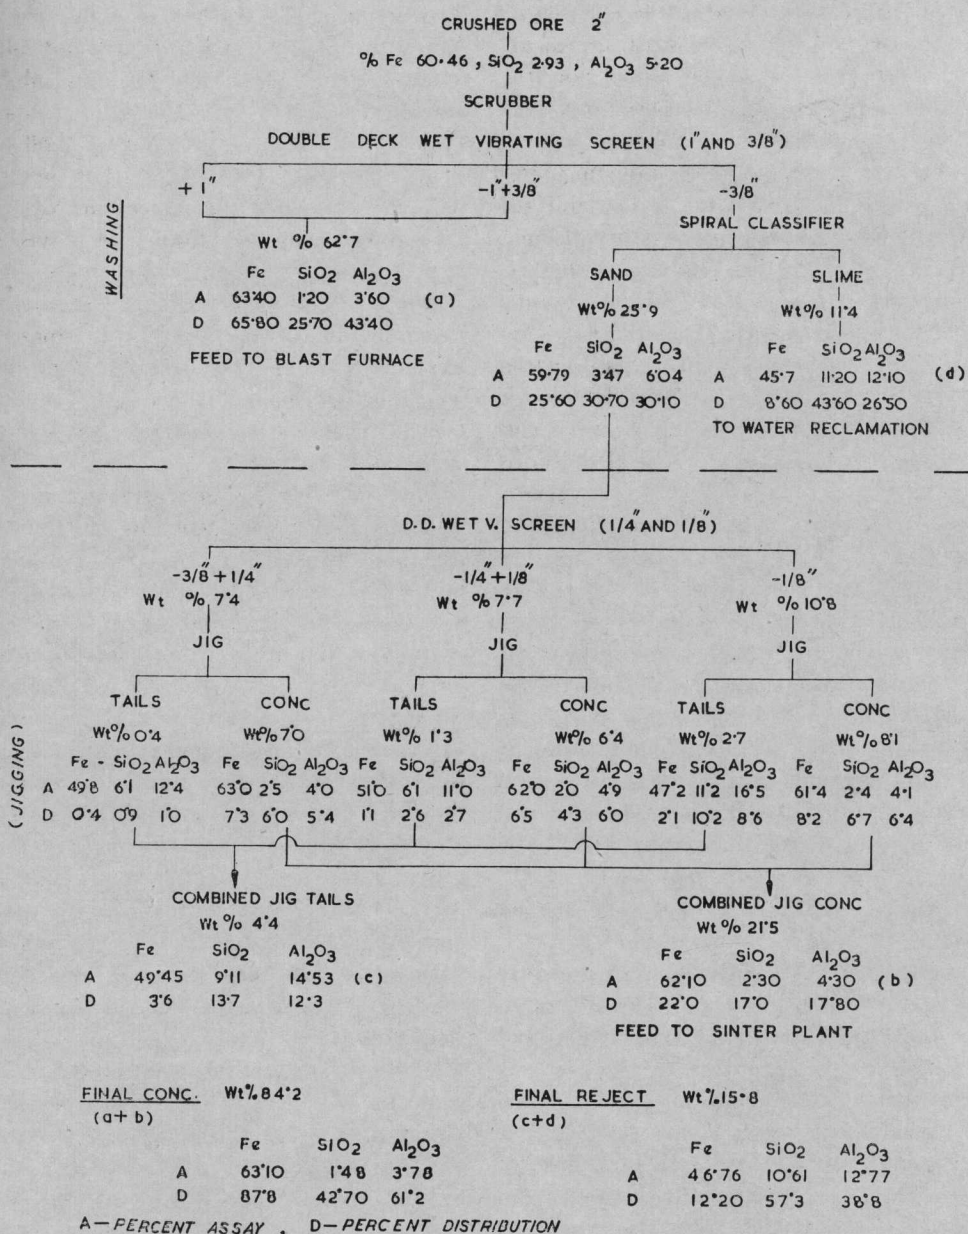 CRUSHED ORE 2"
% Fe 60·46 , SiO2 2·93 , Al2O3 5·20
SCRUBBER
DOUBLE DECK WET VIBRATING SCREEN (1" AND 3/8")
+ 1" -1"+3/8" -3/8"
WASHING
SPIRAL CLASSIFIER
Wt % 62·7
SAND SLIME
Wt% 25·9 Wt% 11·4
Fe SiO2 Al2O3
A 63·40 1·20 3·60 (a)
D 65·80 25·70 43·40
FEED TO BLAST FURNACE
Fe SiO2 Al2O3 Fe SiO2 Al2O3
A 59·79 3·47 6·04 A 45·7 11·20 12·10 (d)
D 25·60 30·70 30·10 D 8·60 43·60 26·50
TO WATER RECLAMATION
D.D. WET V. SCREEN (1/4" AND 1/8")
-3/8"+1/4" -1/4"+1/8" -1/8"
Wt % 7·4 Wt % 7·7 Wt % 10·8
JIG JIG JIG
(JIGGING)
TAILS CONC TAILS CONC TAILS CONC
Wt% 0·4 Wt% 7·0 Wt% 1·3 Wt% 6·4 Wt% 2·7 Wt% 8·1
Fe - SiO2 Al2O3 Fe SiO2 Al2O3 Fe SiO2 Al2O3 Fe SiO2 Al2O3 Fe SiO2 Al2O3 Fe SiO2 Al2O3
A 49·8 6·1 12·4 63·0 2·5 4·0 51·0 6·1 11·0 62·0 2·0 4·9 47·2 11·2 16·5 61·4 2·4 4·1
D 0·4 0·9 1·0 7·3 6·0 5·4 1·1 2·6 2·7 6·5 4·3 6·0 2·1 10·2 8·6 8·2 6·7 6·4
COMBINED JIG TAILS
Wt % 4·4
Fe SiO2 Al2O3
A 49·45 9·11 14·53 (c)
D 3·6 13·7 12·3
COMBINED JIG CONC
Wt % 21·5
Fe SiO2 Al2O3
A 62·10 2·30 4·30 (b)
D 22·0 17·0 17·80
FEED TO SINTER PLANT
FINAL CONC. Wt% 84·2
(a+b)
Fe SiO2 Al2O3
A 63·10 1·48 3·78
D 87·8 42·70 61·2
FINAL REJECT Wt% 15·8
(c+d)
Fe SiO2 Al2O3
A 46·76 10·61 12·77
D 12·20 57·3 38·8
A—PERCENT ASSAY , D—PERCENT DISTRIBUTION